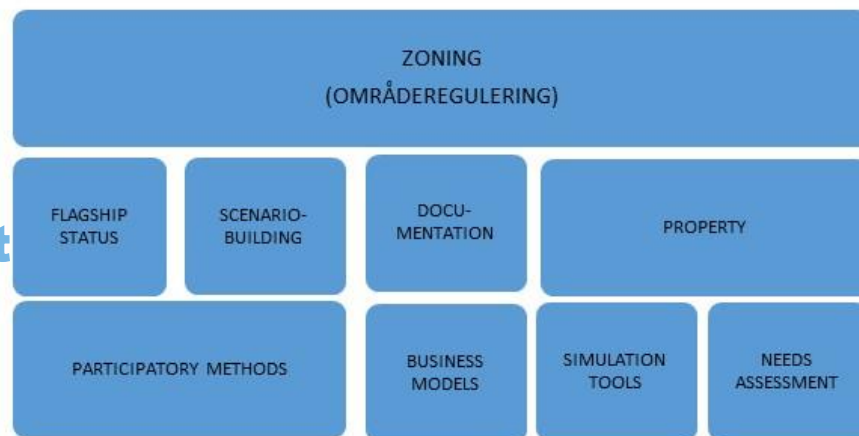 ZONING
(OMRÅDEREGULERING)
FLAGSHIP
STATUS
SCENARIO-
BUILDING
DOCU-
MENTATION
PROPERTY
PARTICIPATORY METHODS
BUSINESS
MODELS
SIMULATION
TOOLS
NEEDS
ASSESSMENT